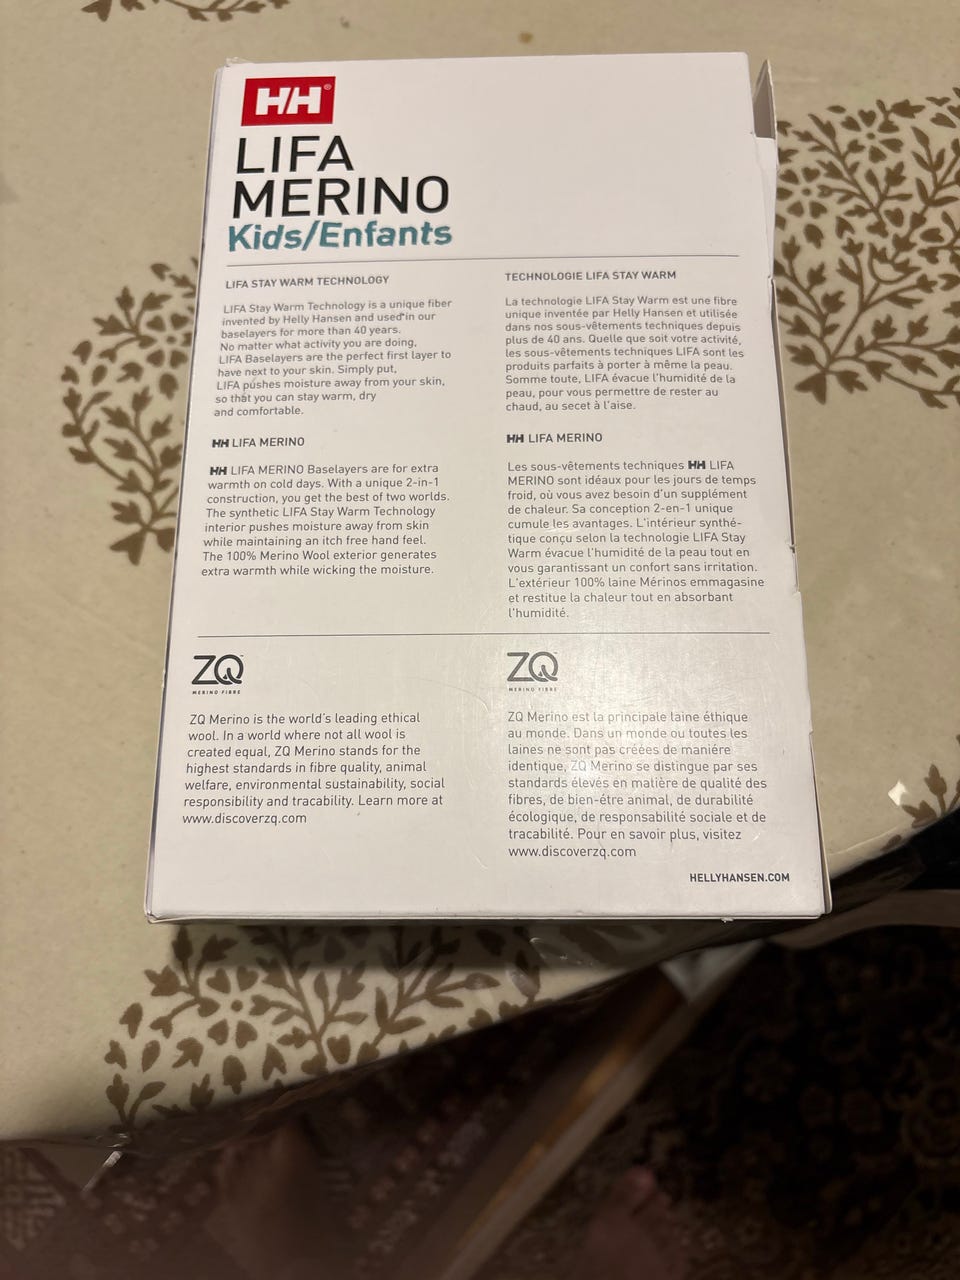 HH®
LIFA
MERINO
Kids/Enfants
LIFA STAY WARM TECHNOLOGY
LIFA Stay Warm Technology is a unique fiber
invented by Helly Hansen and used in our
baselayers for more than 40 years.
No matter what activity you are doing,
LIFA Baselayers are the perfect first layer to
have next to your skin. Simply put,
LIFA pushes moisture away from your skin,
so that you can stay warm, dry
and comfortable.
HH LIFA MERINO
HH LIFA MERINO Baselayers are for extra
warmth on cold days. With a unique 2-in-1
construction, you get the best of two worlds.
The synthetic LIFA Stay Warm Technology
interior pushes moisture away from skin
while maintaining an itch free hand feel.
The 100% Merino Wool exterior generates
extra warmth while wicking the moisture.
TECHNOLOGIE LIFA STAY WARM
La technologie LIFA Stay Warm est une fibre
unique inventée par Helly Hansen et utilisée
dans nos sous-vêtements techniques depuis
plus de 40 ans. Quelle que soit votre activité,
les sous-vêtements techniques LIFA sont les
produits parfaits à porter à même la peau.
Somme toute, LIFA évacue l'humidité de la
peau, pour vous permettre de rester au
chaud, au secet à l'aise.
HH LIFA MERINO
Les sous-vêtements techniques HH LIFA
MERINO sont idéaux pour les jours de temps
froid, où vous avez besoin d'un supplément
de chaleur. Sa conception 2-en-1 unique
cumule les avantages. L'intérieur synthé-
tique conçu selon la technologie LIFA Stay
Warm évacue l'humidité de la peau tout en
vous garantissant un confort sans irritation.
L'extérieur 100% laine Mérinos emmagasine
et restitue la chaleur tout en absorbant
l'humidité.
ZQ™
MERINO FIBRE
ZQ Merino is the world's leading ethical
wool. In a world where not all wool is
created equal, ZQ Merino stands for the
highest standards in fibre quality, animal
welfare, environmental sustainability, social
responsibility and tracability. Learn more at
www.discoverzq.com
ZQ™
MERINO FIBRE
ZQ Merino est la principale laine éthique
au monde. Dans un monde ou toutes les
laines ne sont pas créées de maniére
identique, ZQ Merino se distingue par ses
standards élevés en matière de qualité des
fibres, de bien-étre animal, de durabilité
écologique, de responsabilité sociale et de
tracabilité. Pour en savoir plus, visitez
www.discoverzq.com
HELLYHANSEN.COM